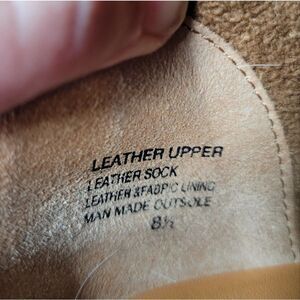 LEATHER UPPER
LEATHER SOCK
LEATHER &FABRIC LINING
MAN MADE OUTSOLE
8½